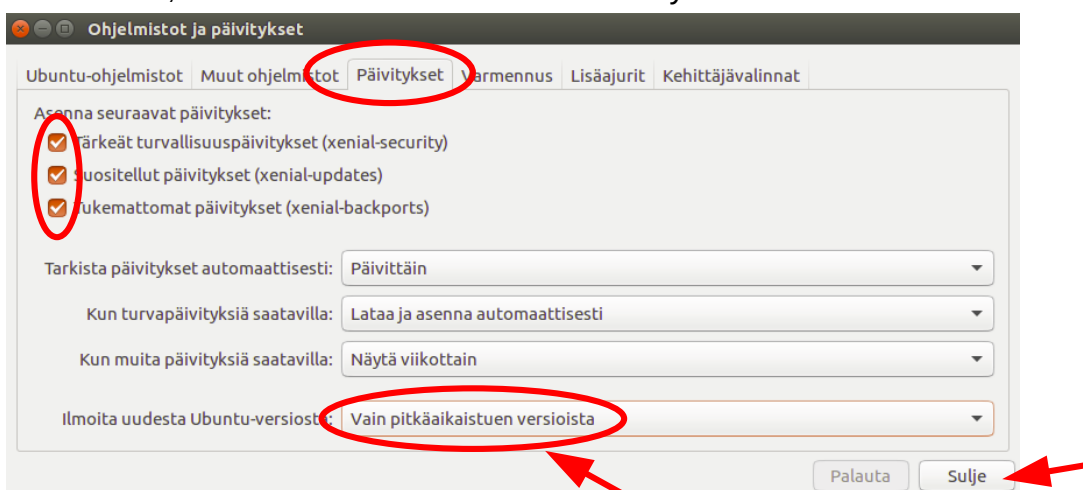 Ohjelmistot ja päivitykset
Ubuntu-ohjelmistot Muut ohjelmistot Päivitykset Varmennus Lisäajurit Kehittäjävalinnat
Asenna seuraavat päivitykset:
Tärkeät turvallisuuspäivitykset (xenial-security)
Suositellut päivitykset (xenial-updates)
Tukemattomat päivitykset (xenial-backports)
Tarkista päivitykset automaattisesti: Päivittäin
Kun turvapäivityksiä saatavilla: Lataa ja asenna automaattisesti
Kun muita päivityksiä saatavilla: Näytä viikottain
Ilmoita uudesta Ubuntu-versiosta: Vain pitkäaikaistuen versioista
Palauta Sulje